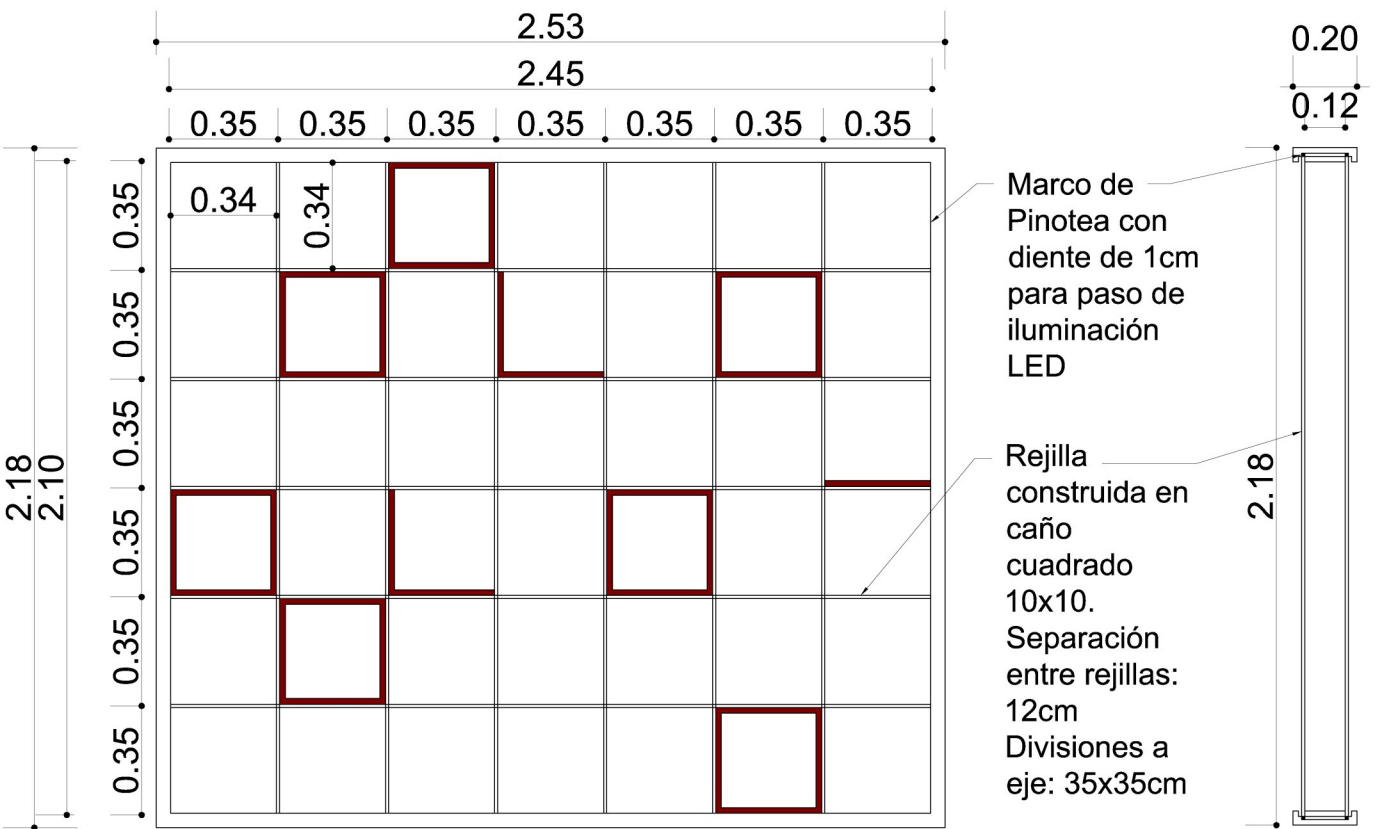 2.53
2.45
0.35 0.35 0.35 0.35 0.35 0.35 0.35
0.20
0.12
0.34
0.34
0.35
0.35
0.35
0.35
0.35
0.35
2.18
2.10
Marco de
Pinotea con
diente de 1cm
para paso de
iluminación
LED
Rejilla
construida en
caño
cuadrado
10x10.
Separación
entre rejillas:
12cm
Divisiones a
eje: 35x35cm
2.18